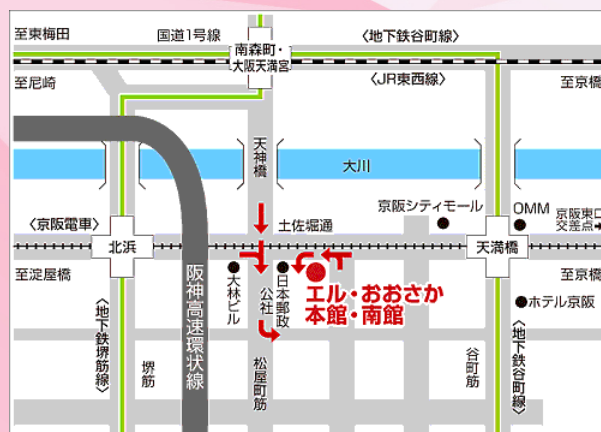 至東梅田
国道1号線
南森町・
大阪天満宮
〈地下鉄谷町線〉
至尼崎
〈JR東西線〉
至京橋
天神橋
大川
〈京阪電車〉
北浜
土佐堀通
京阪シティモール
OMM
京阪東口
交差点→
天満橋
至淀屋橋
阪神高速環状線
大林ビル
公社
日本郵政
エル・おおさか
本館・南館
至京橋
ホテル京阪
〈地下鉄堺筋線〉
堺筋
松屋町筋
谷町筋
〈地下鉄谷町線〉